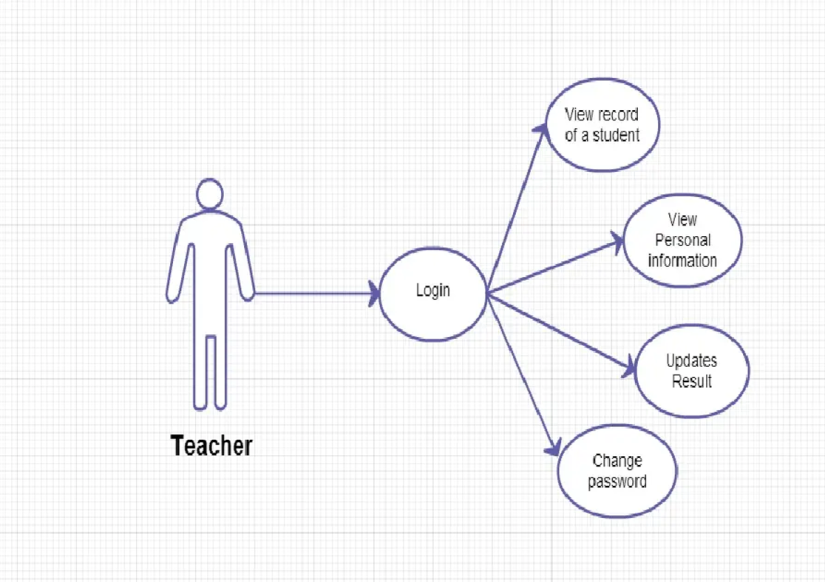 View record
of a student
View
Personal
information
Login
Updates
Result
Teacher
Change
password